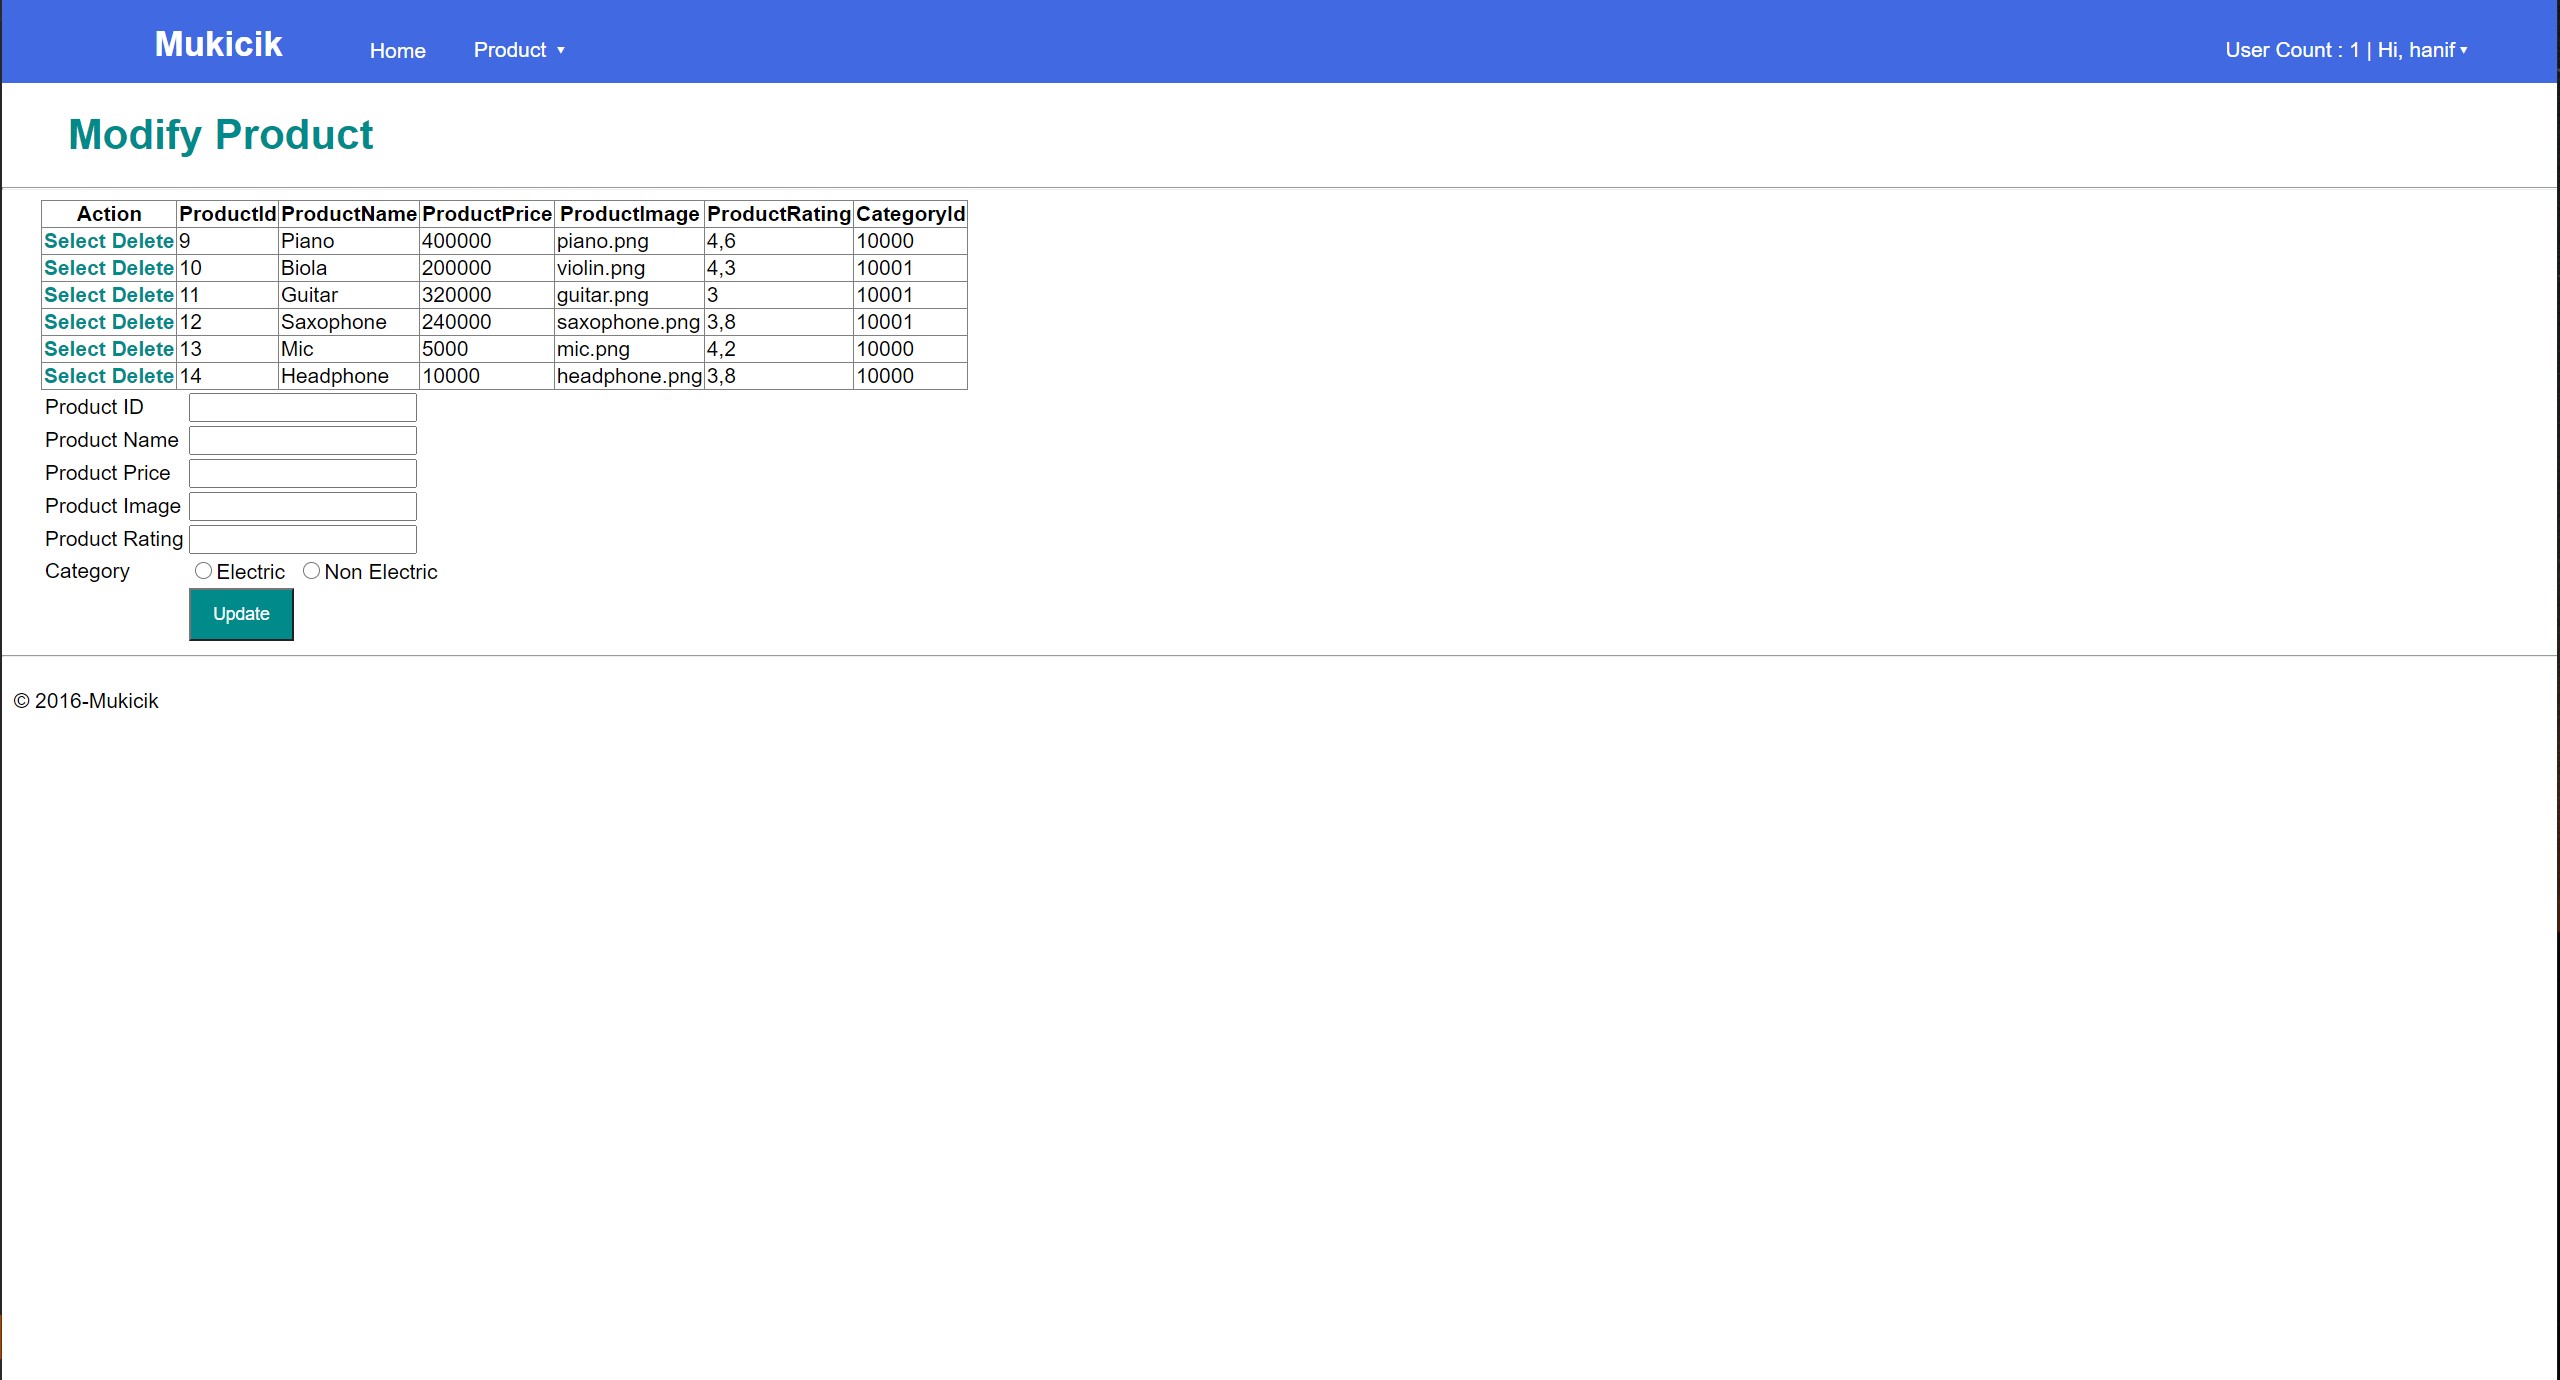 Mukicik Home Product ▾ User Count : 1 | Hi, hanif ▾
Modify Product
Action ProductId ProductName ProductPrice ProductImage ProductRating CategoryId
Select Delete 9 Piano 400000 piano.png 4,6 10000
Select Delete 10 Biola 200000 violin.png 4,3 10001
Select Delete 11 Guitar 320000 guitar.png 3 10001
Select Delete 12 Saxophone 240000 saxophone.png 3,8 10001
Select Delete 13 Mic 5000 mic.png 4,2 10000
Select Delete 14 Headphone 10000 headphone.png 3,8 10000
Product ID
Product Name
Product Price
Product Image
Product Rating
Category Electric Non Electric
Update
© 2016-Mukicik